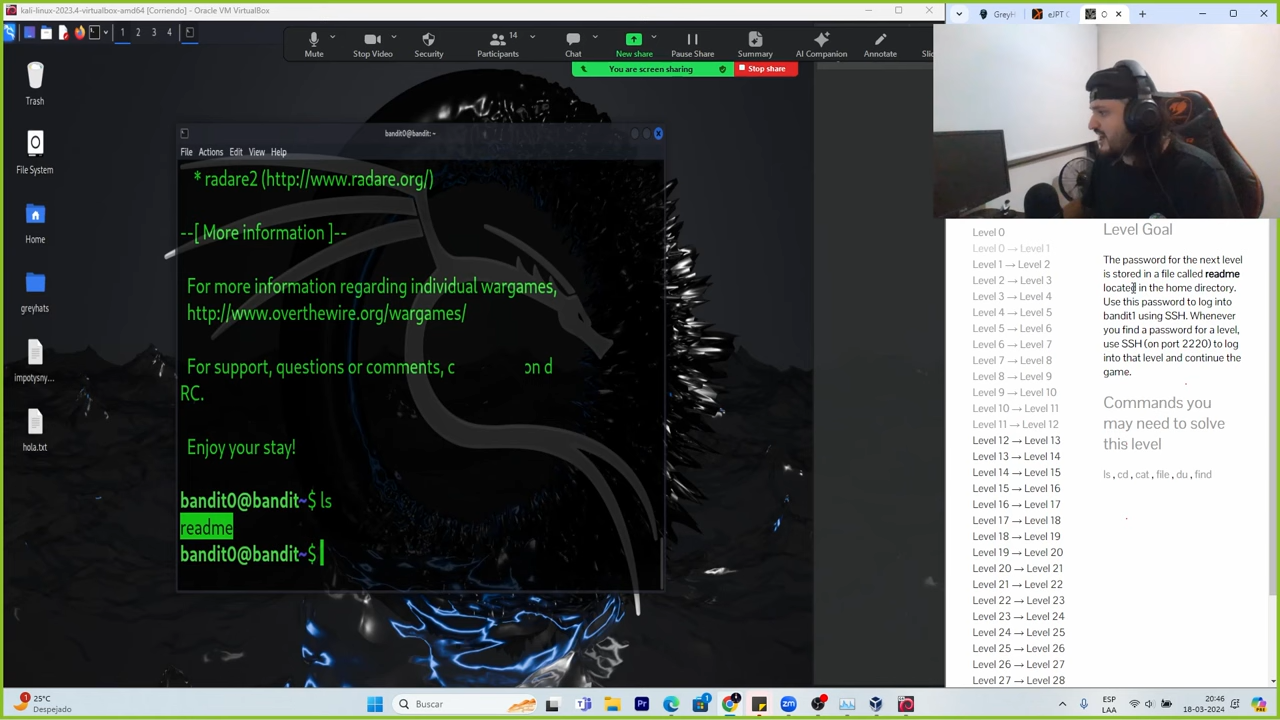 kali-linux-2023.4-virtualbox-amd64 [Corriendo] - Oracle VM VirtualBox
GreyH
eJPT
1 2 3 4
Mute
Stop Video
Security
Participants
14
Chat
New share
Pause Share
Summary
AI Companion
Annotate
You are screen sharing
Stop share
Trash
File System
Home
greyhats
impotysny...
hola.txt
bandit0@bandit: ~
File Actions Edit View Help
* radare2 (http://www.radare.org/)
--[ More information ]--
For more information regarding individual wargames,
http://www.overthewire.org/wargames/
For support, questions or comments, c on d
RC.
Enjoy your stay!
bandit0@bandit:~$ ls
readme
bandit0@bandit:~$
Level 0
Level 0 → Level 1
Level 1 → Level 2
Level 2 → Level 3
Level 3 → Level 4
Level 4 → Level 5
Level 5 → Level 6
Level 6 → Level 7
Level 7 → Level 8
Level 8 → Level 9
Level 9 → Level 10
Level 10 → Level 11
Level 11 → Level 12
Level 12 → Level 13
Level 13 → Level 14
Level 14 → Level 15
Level 15 → Level 16
Level 16 → Level 17
Level 17 → Level 18
Level 18 → Level 19
Level 19 → Level 20
Level 20 → Level 21
Level 21 → Level 22
Level 22 → Level 23
Level 23 → Level 24
Level 24 → Level 25
Level 25 → Level 26
Level 26 → Level 27
Level 27 → Level 28
Level Goal
The password for the next level
is stored in a file called readme
located in the home directory.
Use this password to log into
bandit1 using SSH. Whenever
you find a password for a level,
use SSH (on port 2220) to log
into that level and continue the
game.
Commands you
may need to solve
this level
ls , cd , cat , file , du , find
25°C
Despejado
Buscar
ESP
LAA
20:46
18-03-2024